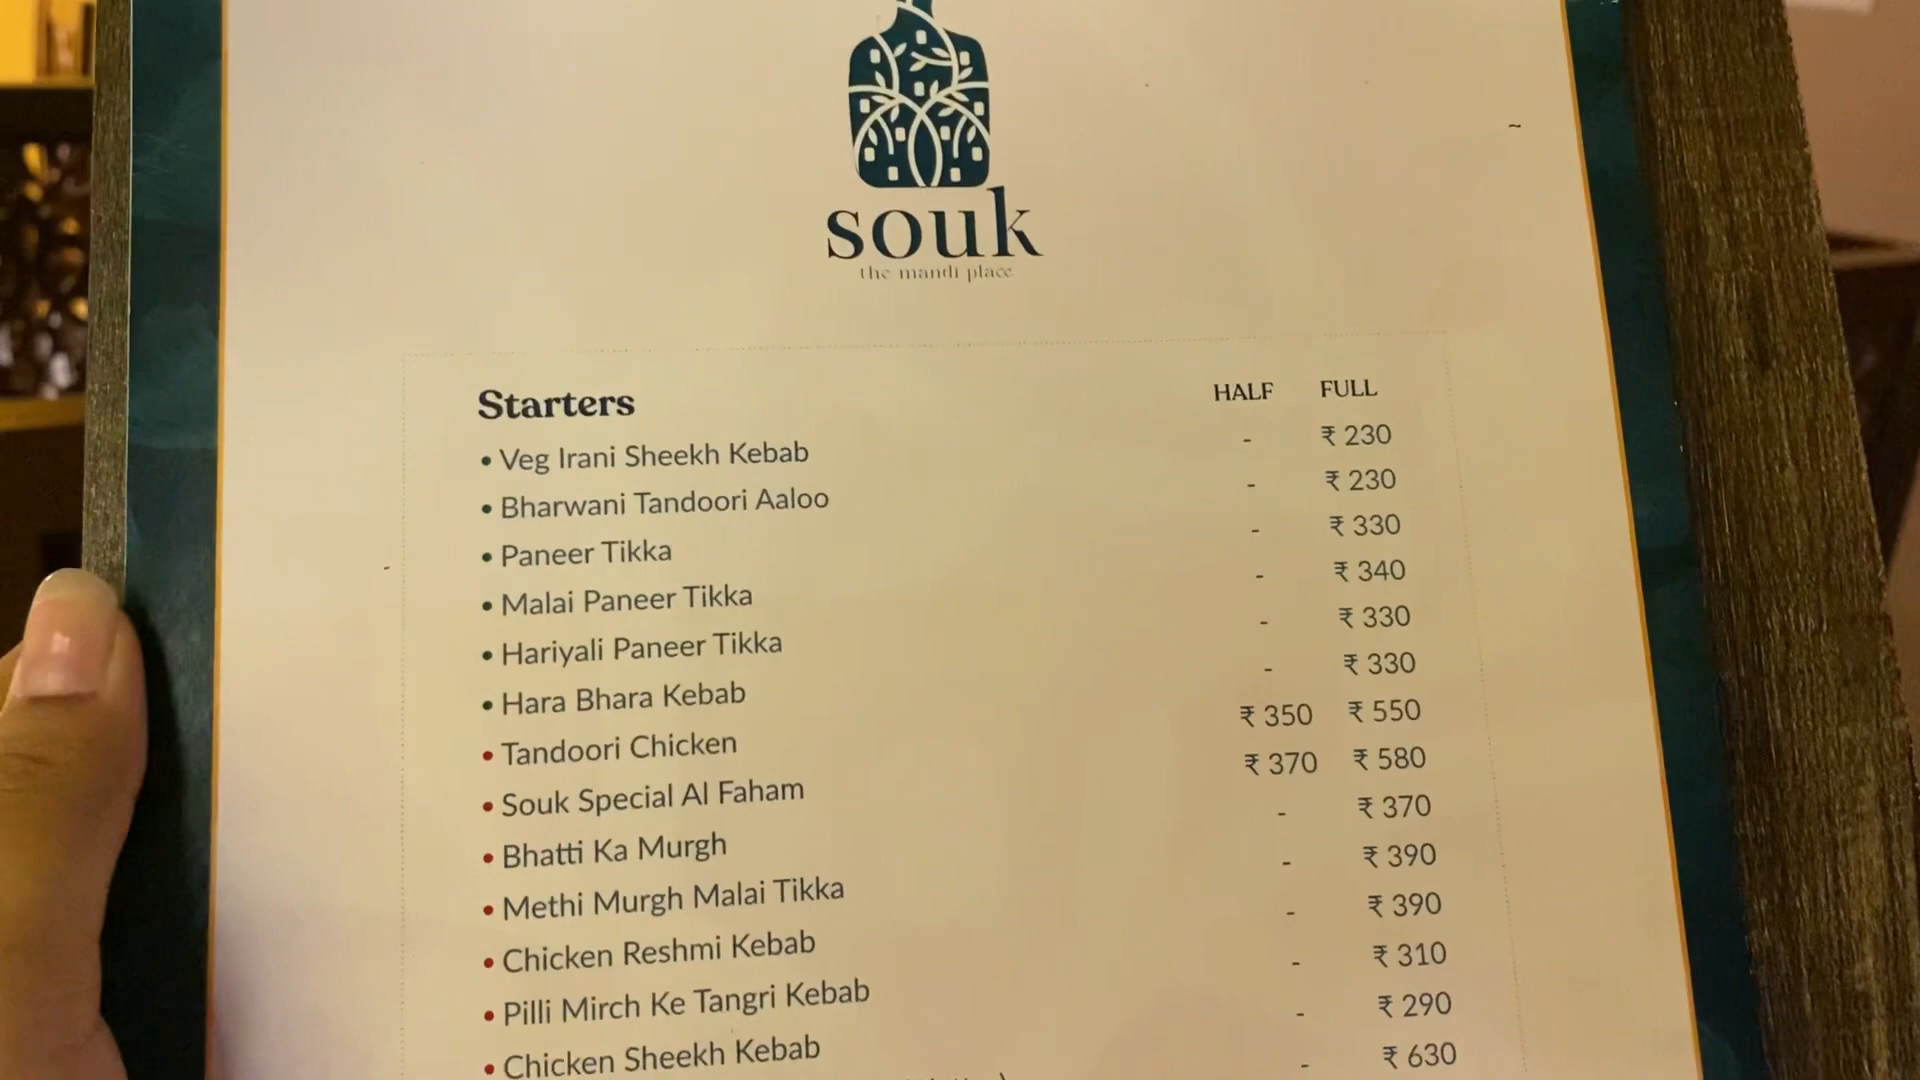 souk
the mandi place
Starters HALF FULL
• Veg Irani Sheekh Kebab - ₹ 230
• Bharwani Tandoori Aaloo - ₹ 230
• Paneer Tikka - ₹ 330
• Malai Paneer Tikka - ₹ 340
• Hariyali Paneer Tikka - ₹ 330
• Hara Bhara Kebab - ₹ 330
• Tandoori Chicken ₹ 350 ₹ 550
• Souk Special Al Faham ₹ 370 ₹ 580
• Bhatti Ka Murgh - ₹ 370
• Methi Murgh Malai Tikka - ₹ 390
• Chicken Reshmi Kebab - ₹ 390
• Pilli Mirch Ke Tangri Kebab - ₹ 310
• Chicken Sheekh Kebab - ₹ 290
- ₹ 630